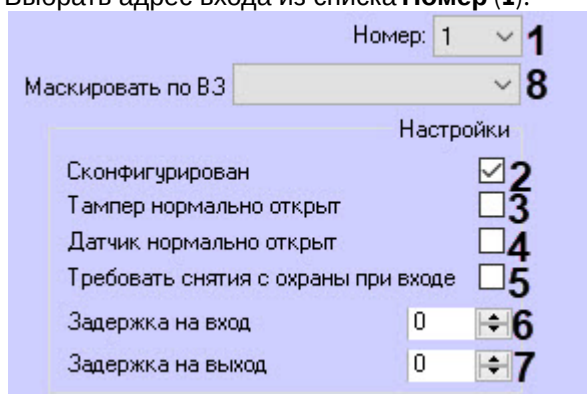 Выбрать адрес входа из списка Номер (1).
Номер: 1 1
Маскировать по ВЗ 8
Настройки
Сконфигурирован 2
Тампер нормально открыт 3
Датчик нормально открыт 4
Требовать снятия с охраны при входе 5
Задержка на вход 0 6
Задержка на выход 0 7